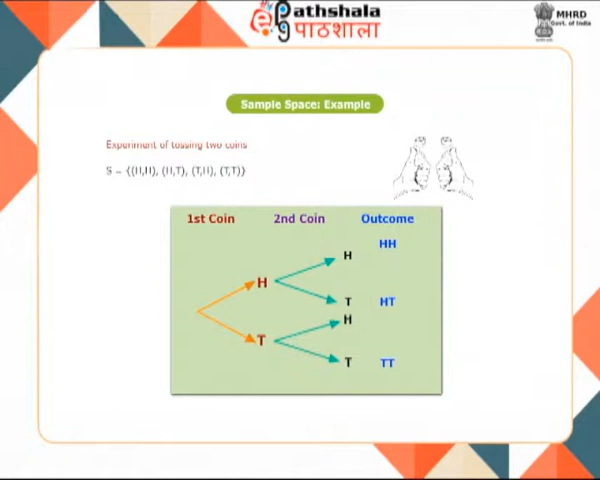 epathshala
पाठशाला
MHRD
Govt. of India
Sample Space: Example
Experiment of tossing two coins
S = {(H,H), (H,T), (T,H), (T,T)}
1st Coin 2nd Coin Outcome
HH
H
H
T HT
H
T
T TT